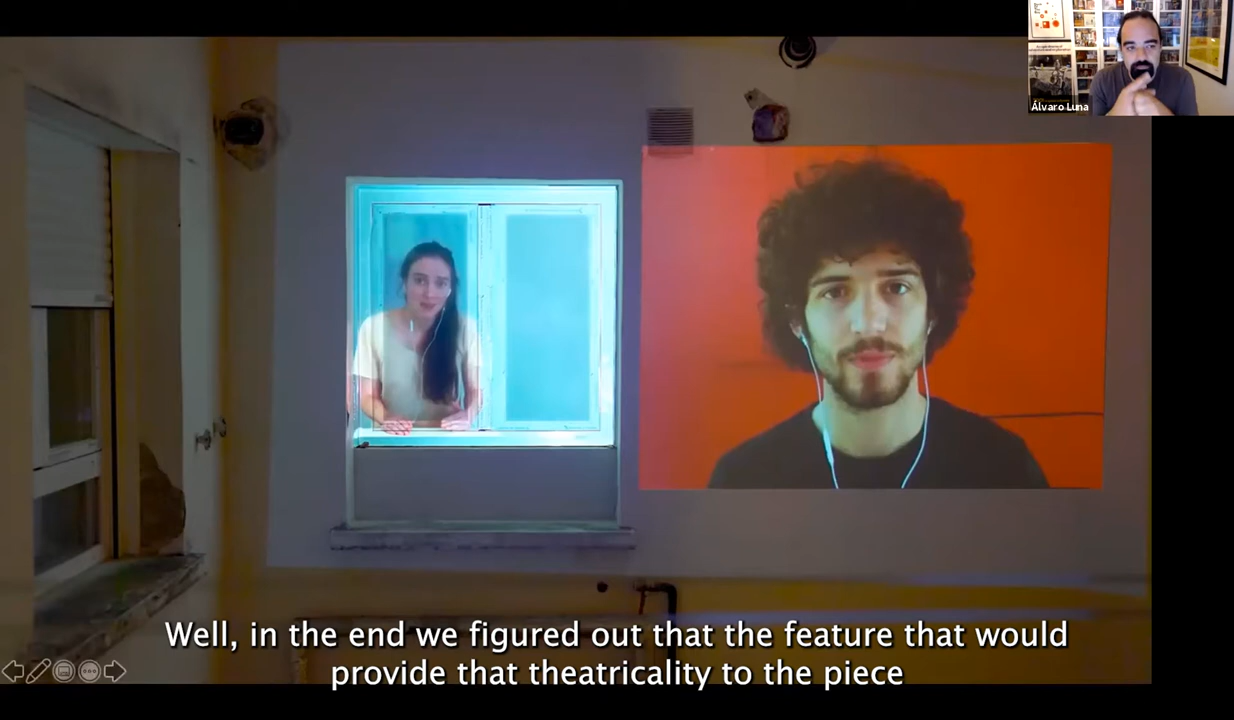 Álvaro Luna
Well, in the end we figured out that the feature that would
provide that theatricality to the piece